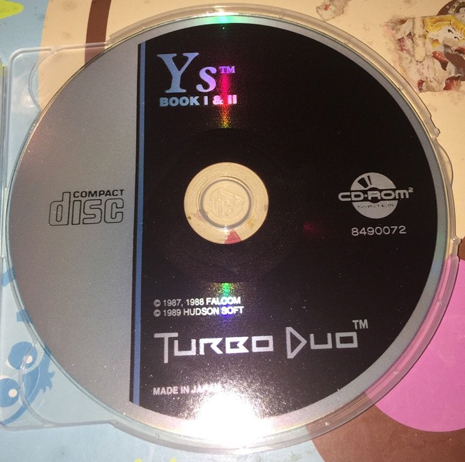 Ys™
BOOK I & II
COMPACT
disc
CD-ROM²
8490072
© 1987, 1988 FALCOM
© 1989 HUDSON SOFT
TURBO DUO™
MADE IN JAPAN